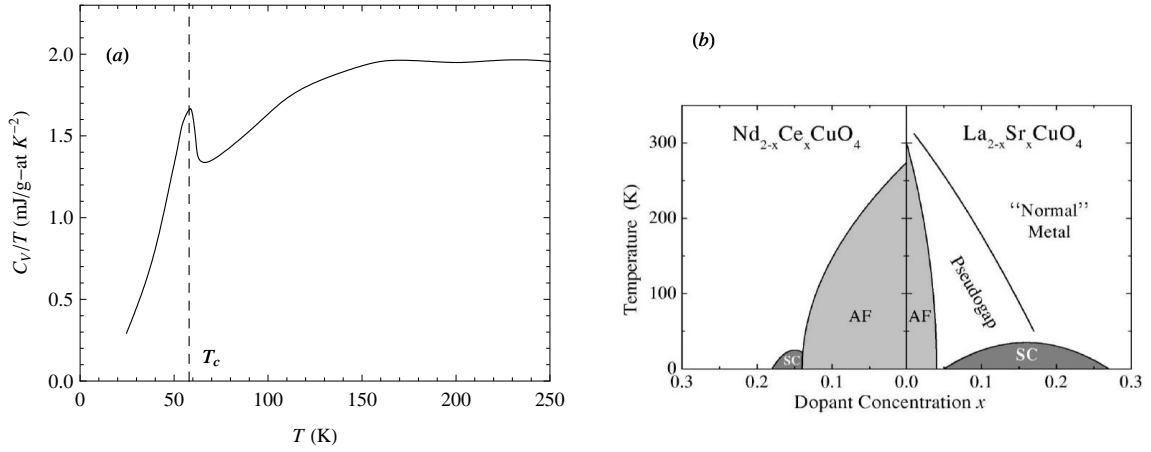 (a)
2.0
1.5
1.0
0.5
0.0
C_V/T (mJ/g−at K⁻²)
T_c
0 50 100 150 200 250
T (K)
(b)
Nd₂₋ₓCeₓCuO₄ La₂₋ₓSrₓCuO₄
300
200
100
0
Temperature (K)
"Normal"
Metal
Pseudogap
AF AF
SC SC
0.3 0.2 0.1 0.0 0.1 0.2 0.3
Dopant Concentration x